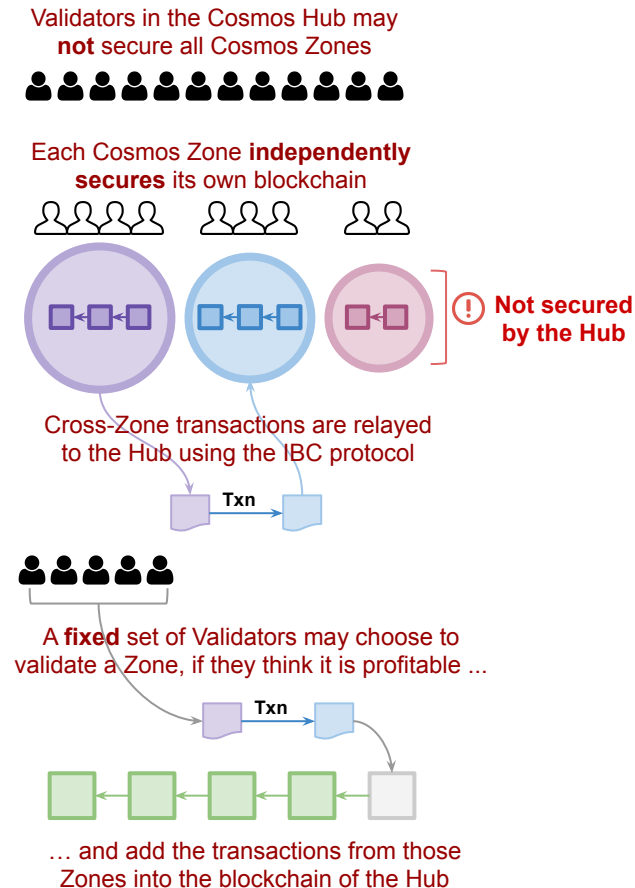 Validators in the Cosmos Hub may
not secure all Cosmos Zones
Each Cosmos Zone independently
secures its own blockchain
Not secured
by the Hub
Cross-Zone transactions are relayed
to the Hub using the IBC protocol
Txn
A fixed set of Validators may choose to
validate a Zone, if they think it is profitable ...
Txn
… and add the transactions from those
Zones into the blockchain of the Hub